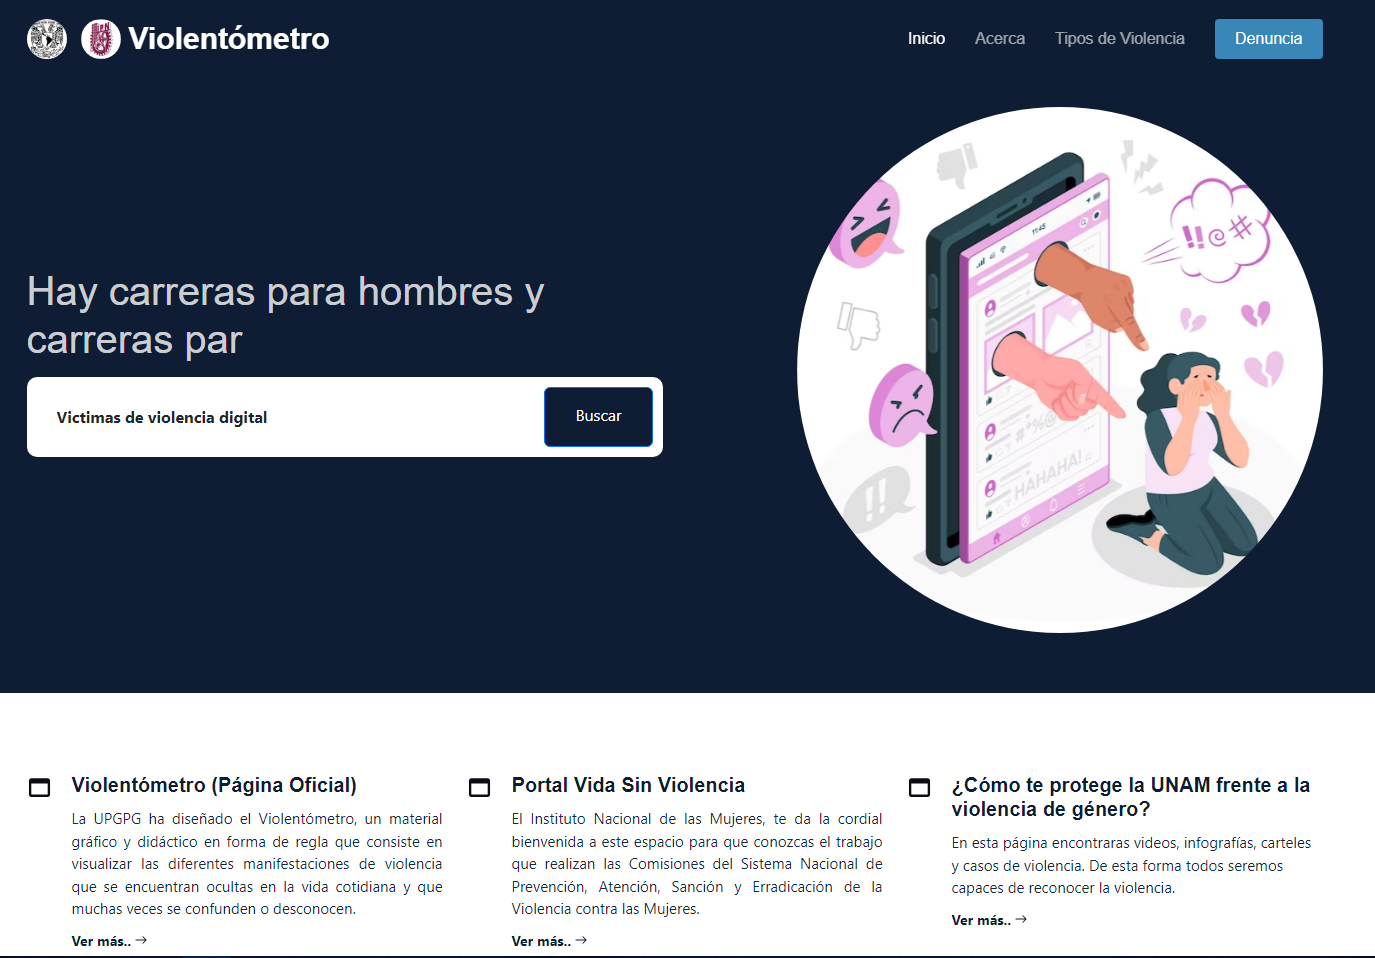 Violentómetro
Inicio
Acerca
Tipos de Violencia
Denuncia
Hay carreras para hombres y
carreras par
Victimas de violencia digital
Buscar
11:45
4G
!!@#
#*%@
HAHAHA!
!!
Violentómetro (Página Oficial)
La UPGPG ha diseñado el Violentómetro, un material
gráfico y didáctico en forma de regla que consiste en
visualizar las diferentes manifestaciones de violencia
que se encuentran ocultas en la vida cotidiana y que
muchas veces se confunden o desconocen.
Ver más..
Portal Vida Sin Violencia
El Instituto Nacional de las Mujeres, te da la cordial
bienvenida a este espacio para que conozcas el trabajo
que realizan las Comisiones del Sistema Nacional de
Prevención, Atención, Sanción y Erradicación de la
Violencia contra las Mujeres.
Ver más..
¿Cómo te protege la UNAM frente a la
violencia de género?
En esta página encontraras videos, infografías, carteles
y casos de violencia. De esta forma todos seremos
capaces de reconocer la violencia.
Ver más..